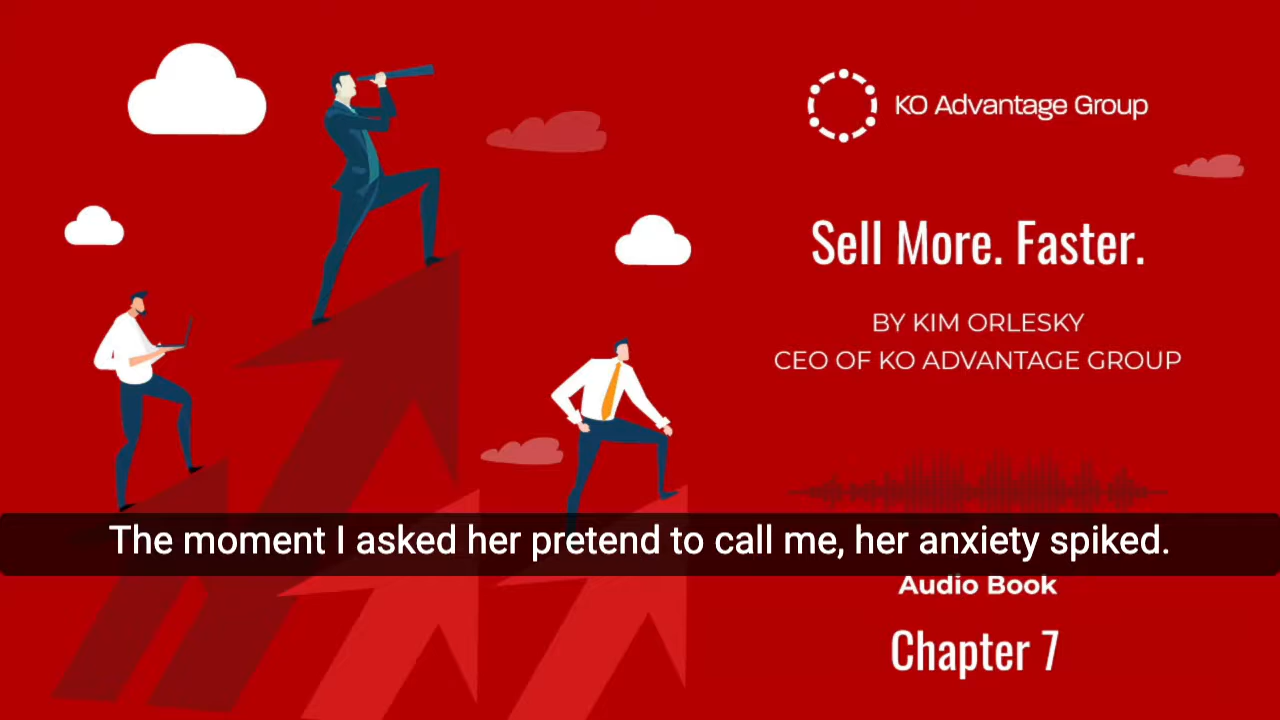 KO Advantage Group
Sell More. Faster.
BY KIM ORLESKY
CEO OF KO ADVANTAGE GROUP
The moment I asked her pretend to call me, her anxiety spiked.
Audio Book
Chapter 7